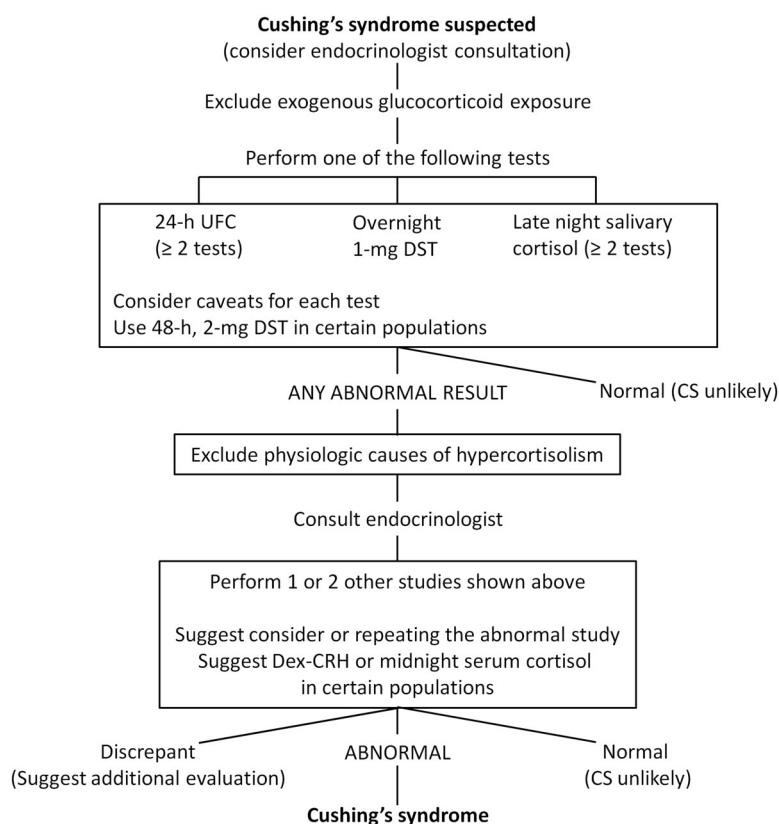 Cushing’s syndrome suspected
(consider endocrinologist consultation)
Exclude exogenous glucocorticoid exposure
Perform one of the following tests
24-h UFC
(≥ 2 tests)
Overnight
1-mg DST
Late night salivary
cortisol (≥ 2 tests)
Consider caveats for each test
Use 48-h, 2-mg DST in certain populations
ANY ABNORMAL RESULT
Normal (CS unlikely)
Exclude physiologic causes of hypercortisolism
Consult endocrinologist
Perform 1 or 2 other studies shown above
Suggest consider or repeating the abnormal study
Suggest Dex-CRH or midnight serum cortisol
in certain populations
Discrepant
(Suggest additional evaluation)
ABNORMAL
Normal
(CS unlikely)
Cushing’s syndrome